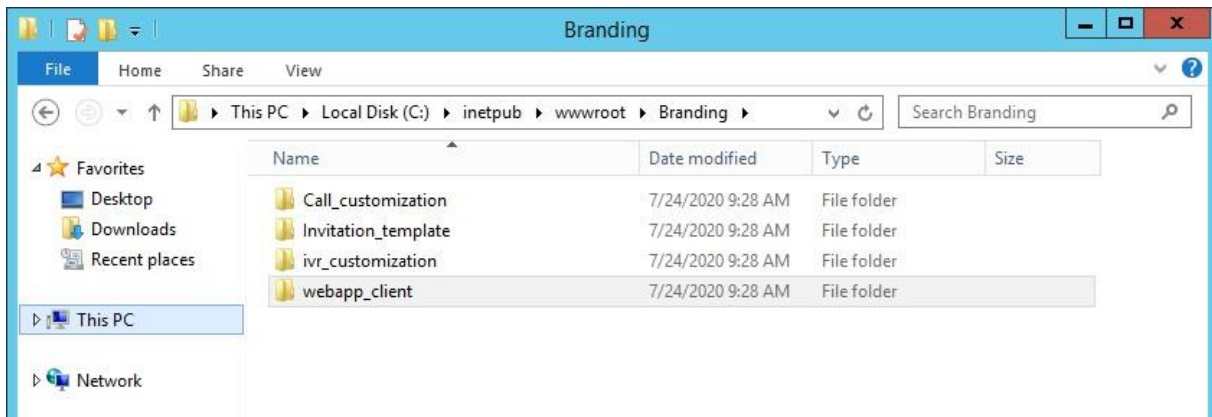 Branding
File Home Share View
This PC Local Disk (C:) inetpub wwwroot Branding Search Branding
Name Date modified Type Size
Favorites
Desktop
Downloads
Recent places
This PC
Network
Call_customization 7/24/2020 9:28 AM File folder
Invitation_template 7/24/2020 9:28 AM File folder
ivr_customization 7/24/2020 9:28 AM File folder
webapp_client 7/24/2020 9:28 AM File folder